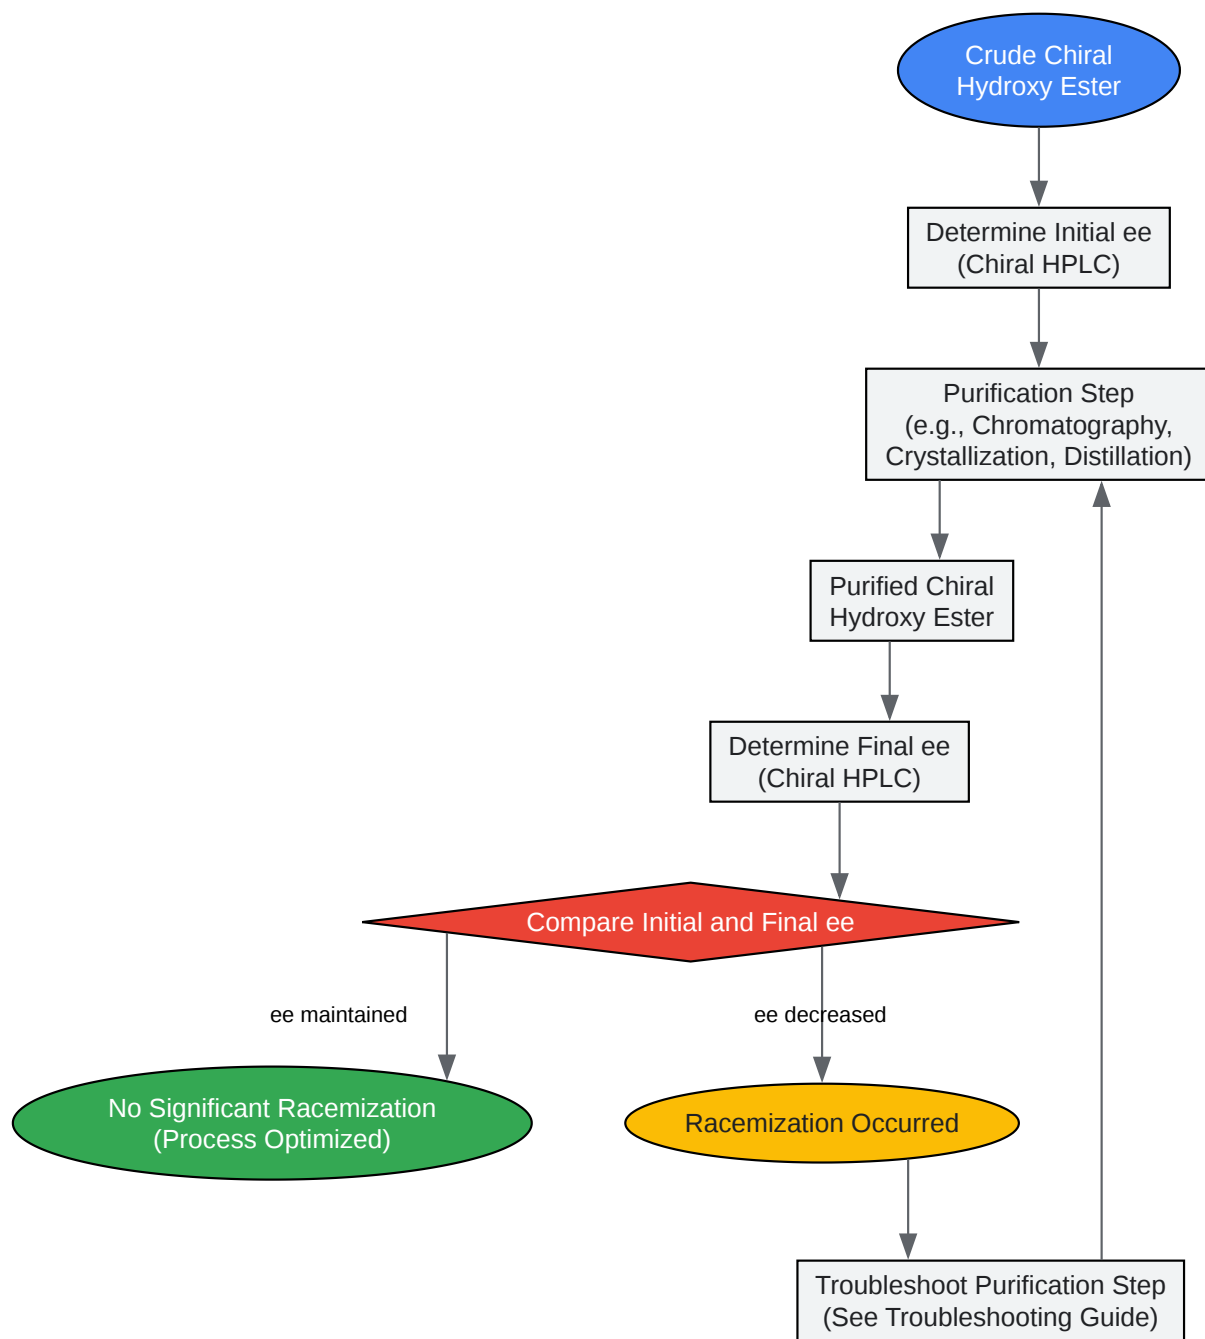 Crude Chiral
Hydroxy Ester
Determine Initial ee
(Chiral HPLC)
Purification Step
(e.g., Chromatography,
Crystallization, Distillation)
Purified Chiral
Hydroxy Ester
Determine Final ee
(Chiral HPLC)
Compare Initial and Final ee
ee maintained
ee decreased
No Significant Racemization
(Process Optimized)
Racemization Occurred
Troubleshoot Purification Step
(See Troubleshooting Guide)